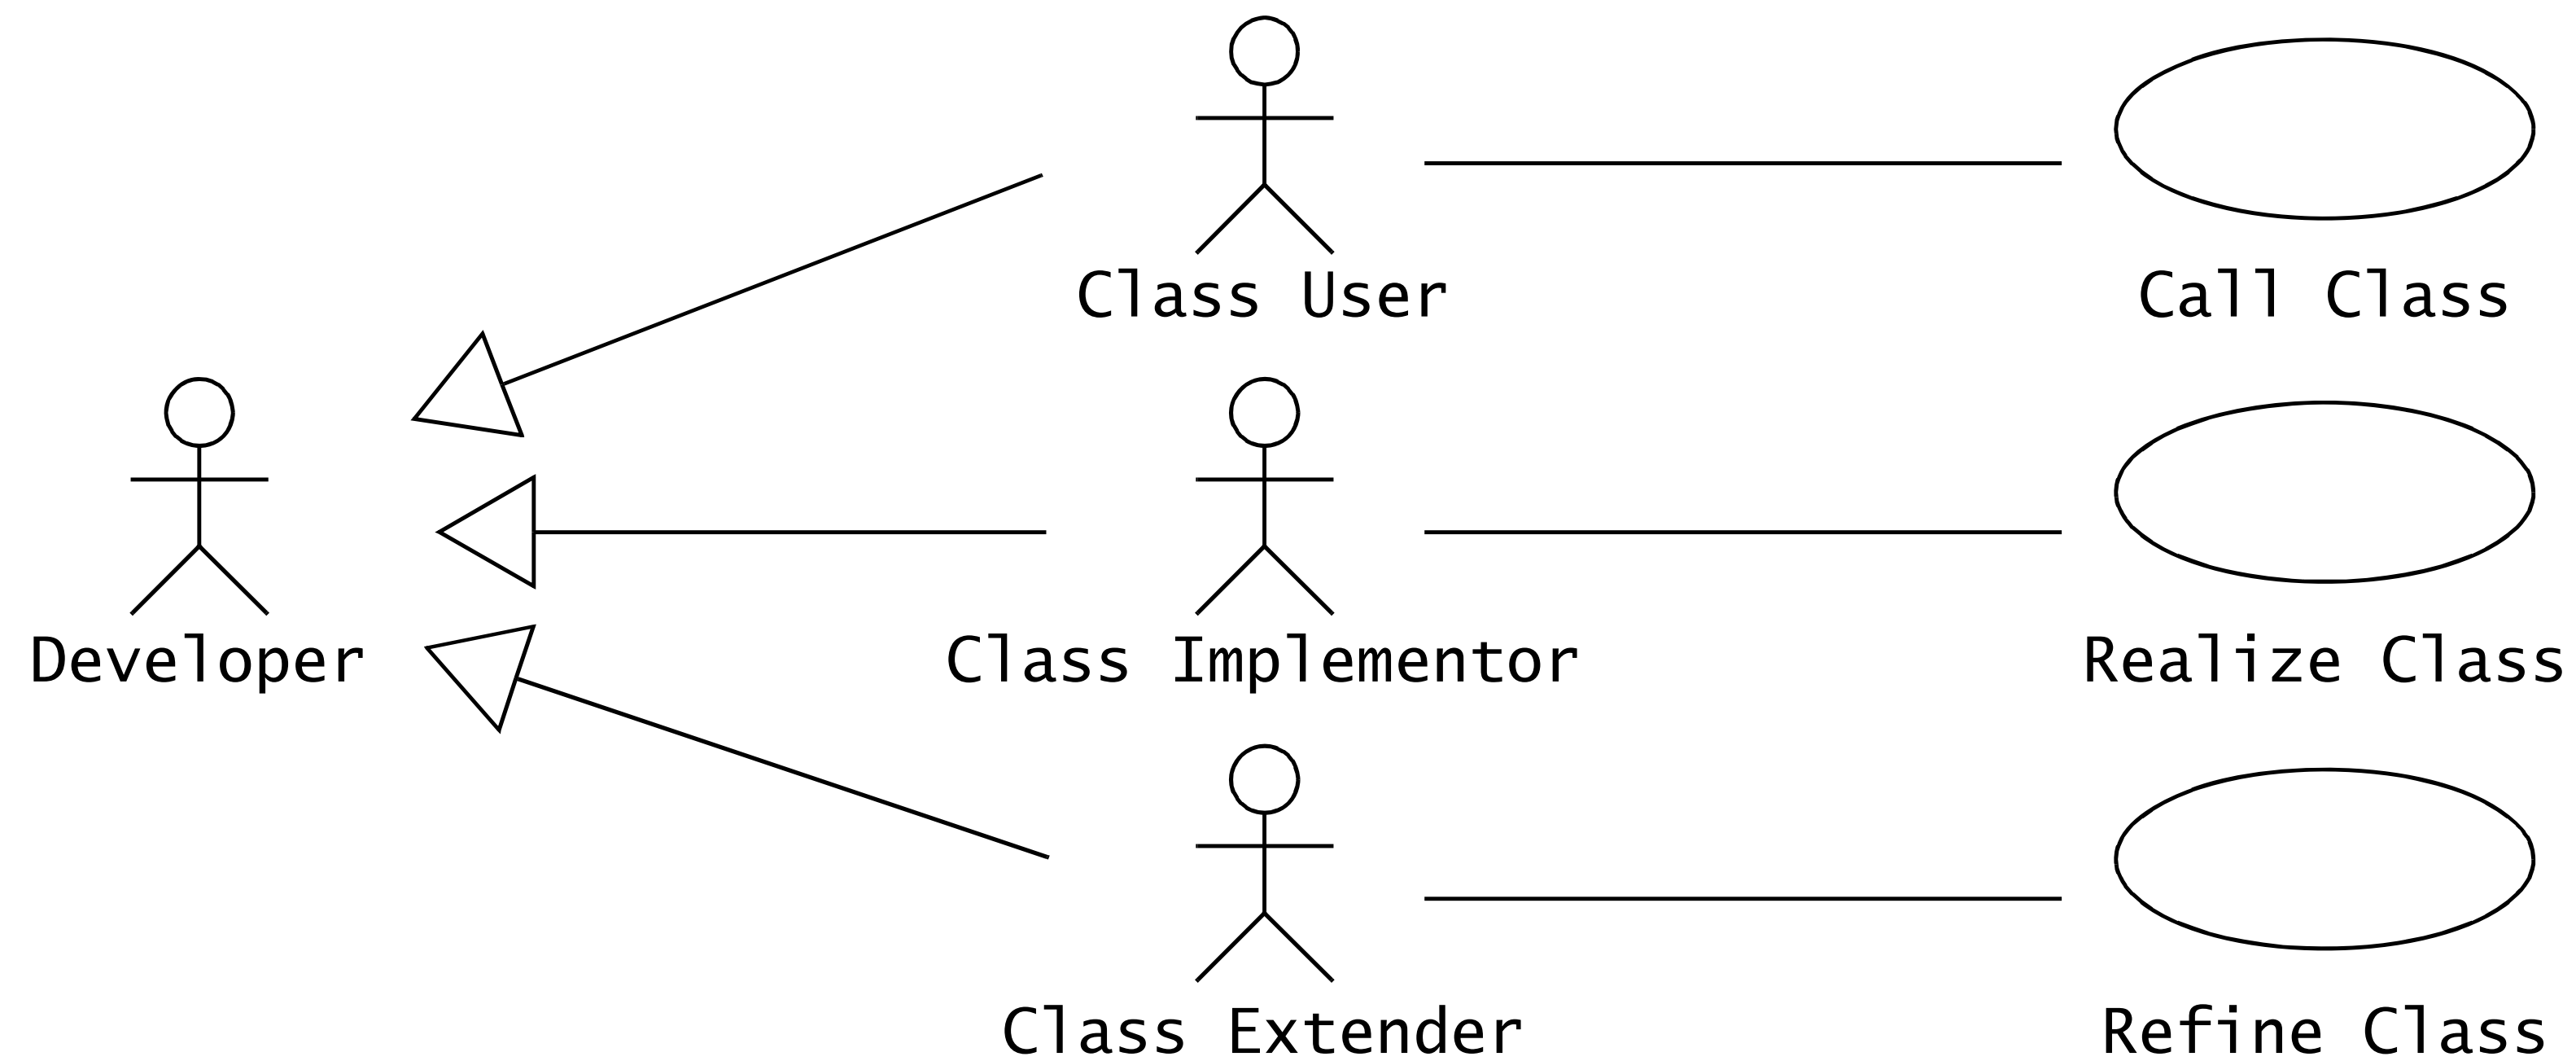 Class User
Call Class
Developer
Class Implementor
Realize Class
Class Extender
Refine Class